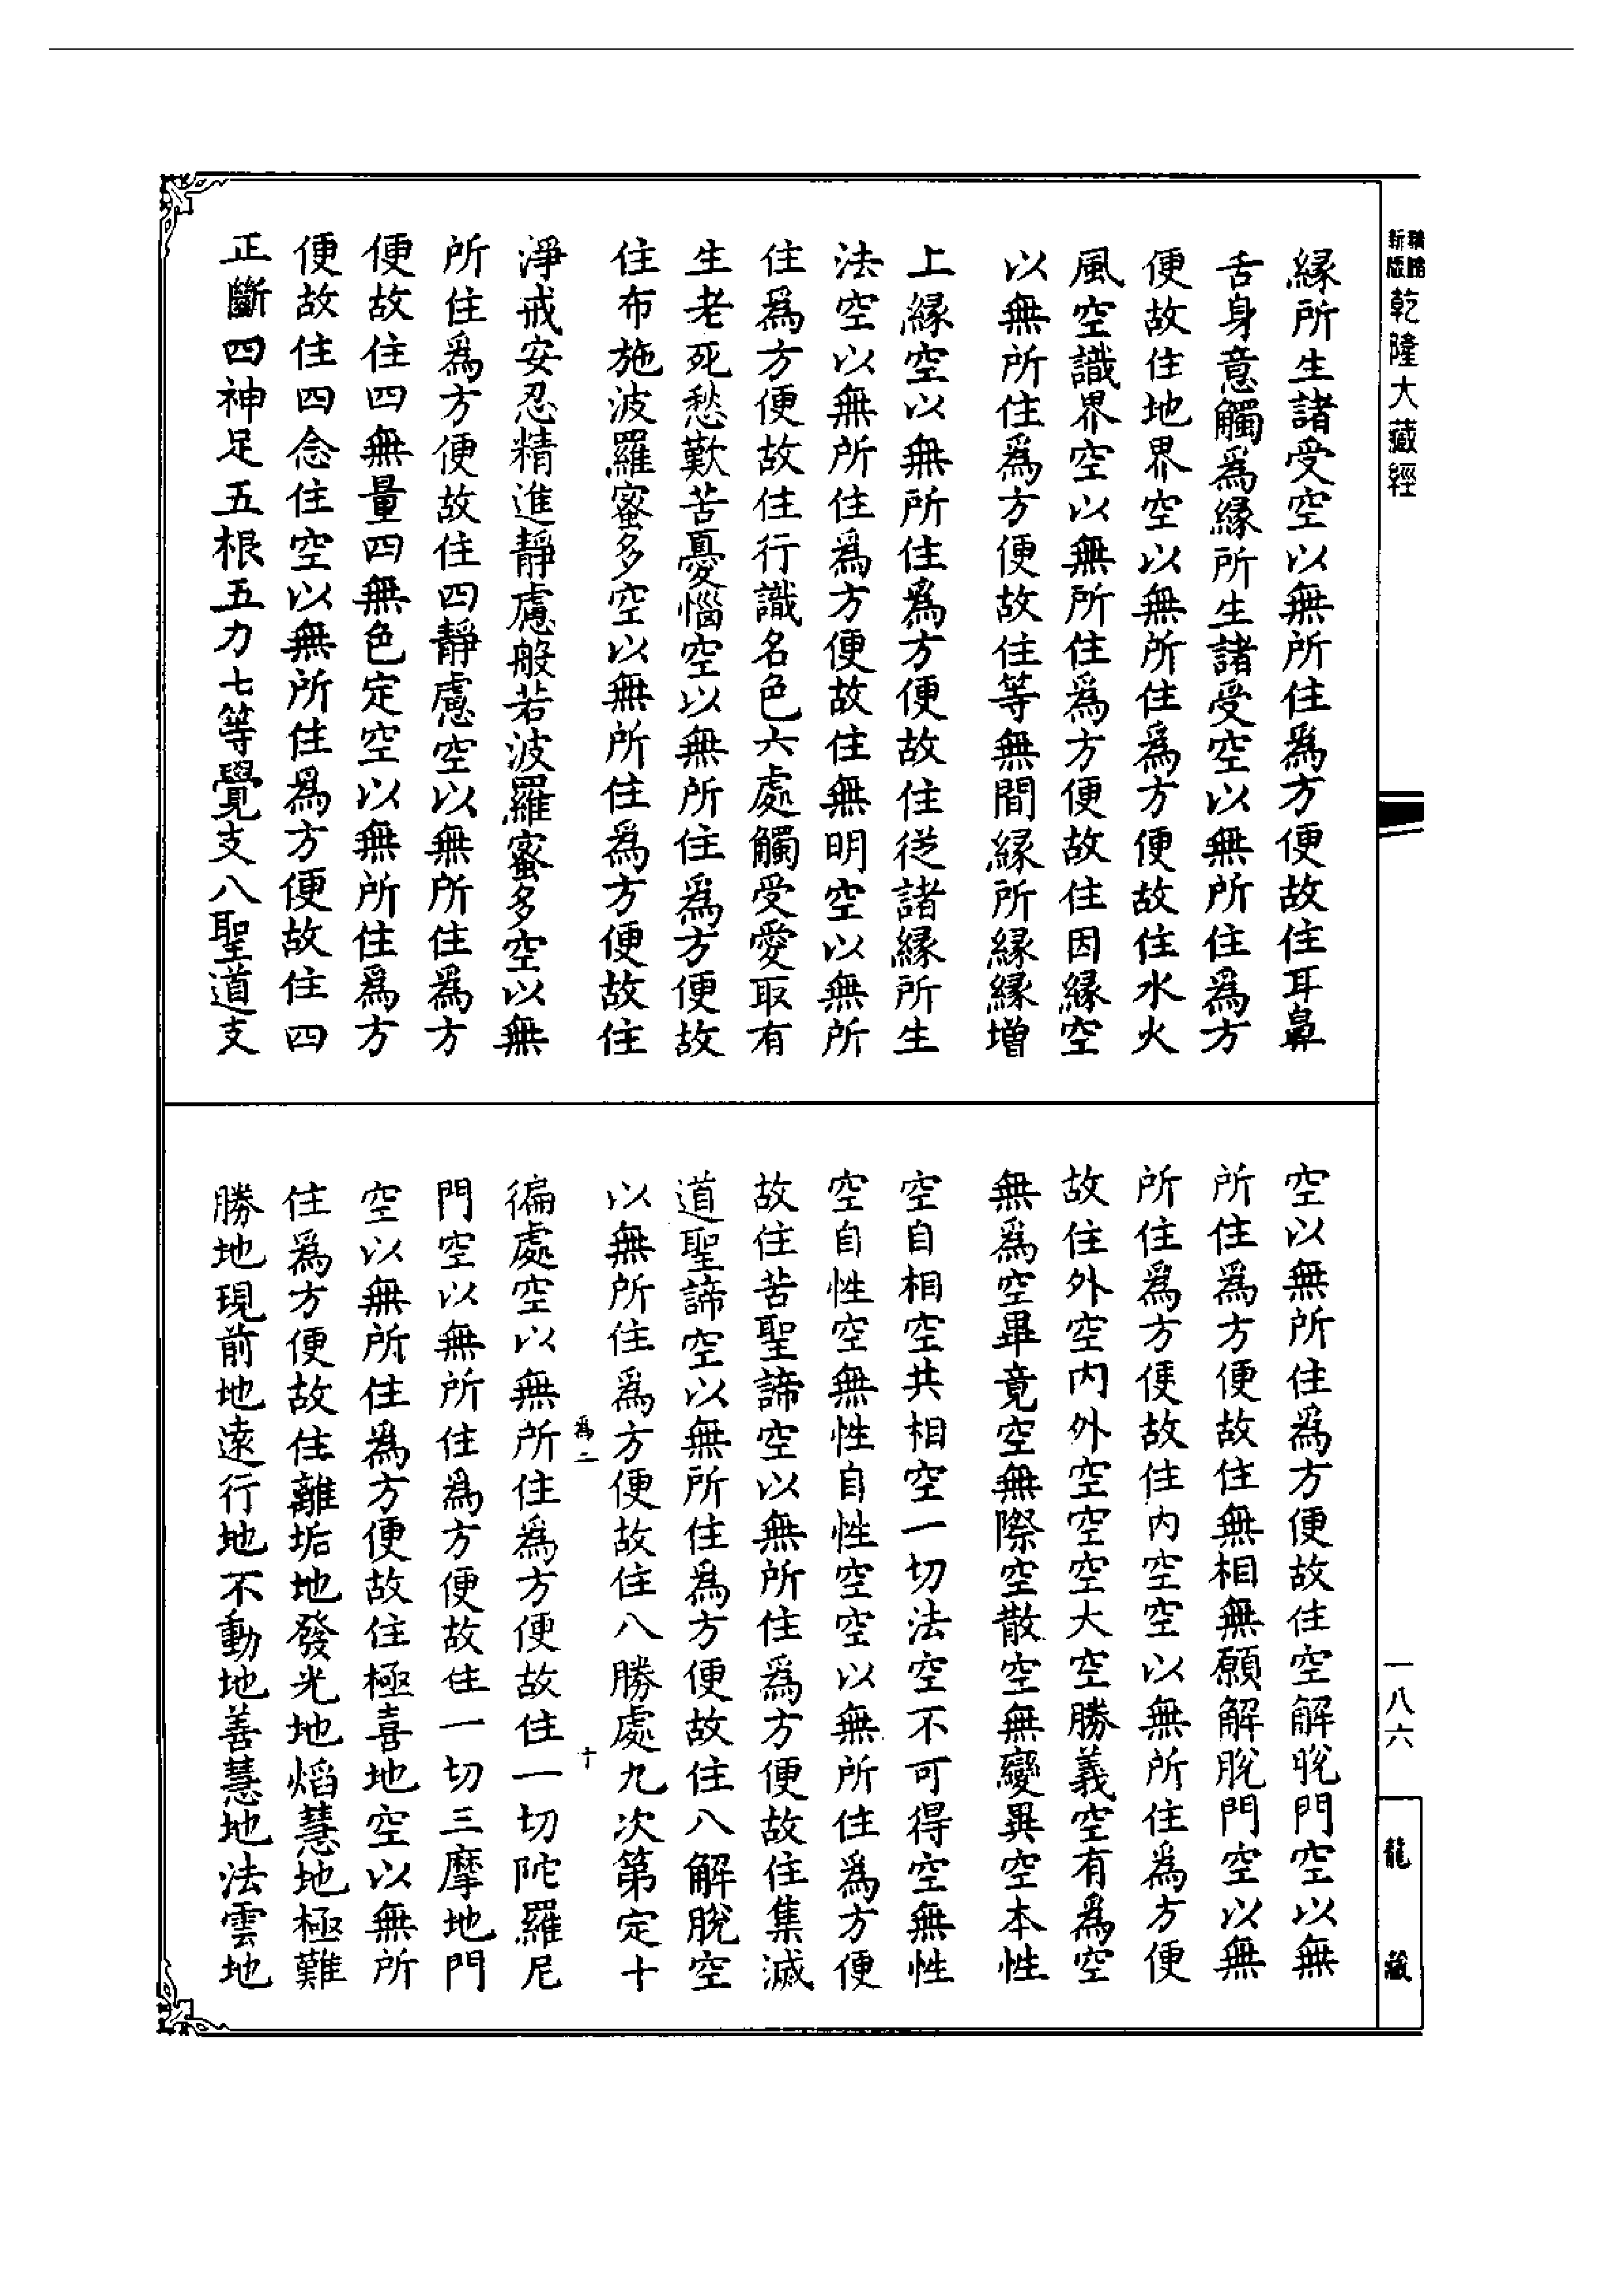 新版 精縮
乾隆大藏經
一八六
龍藏
緣所生諸受空以無所住爲方便故住耳鼻
舌身意觸爲緣所生諸受空以無所住爲方
便故住地界空以無所住爲方便故住水火
風空識界空以無所住爲方便故住因緣空
以無所住爲方便故住等無間緣所緣緣增
上緣空以無所住爲方便故住從諸緣所生
法空以無所住爲方便故住無明空以無所
住爲方便故住行識名色六處觸受愛取有
生老死愁歎苦憂惱空以無所住爲方便故
住布施波羅蜜多空以無所住爲方便故住
淨戒安忍精進靜慮般若波羅蜜多空以無
所住爲方便故住四靜慮空以無所住爲方
便故住四無量四無色定空以無所住爲方
便故住四念住空以無所住爲方便故住四
正斷四神足五根五力七等覺支八聖道支
空以無所住爲方便故住空解脫門空以無
所住爲方便故住無相無願解脫門空以無
所住爲方便故住內空空以無所住爲方便
故住外空內外空空空大空勝義空有爲空
無爲空畢竟空無際空散空無變異空本性
空自相空共相空一切法空不可得空無性
空自性空無性自性空空以無所住爲方便
故住苦聖諦空以無所住爲方便故住集滅
道聖諦空以無所住爲方便故住八解脫空
以無所住爲方便故住八勝處九次第定十
爲二 十
徧處空以無所住爲方便故住一切陀羅尼
門空以無所住爲方便故住一切三摩地門
空以無所住爲方便故住極喜地空以無所
住爲方便故住離垢地發光地焰慧地極難
勝地現前地遠行地不動地善慧地法雲地